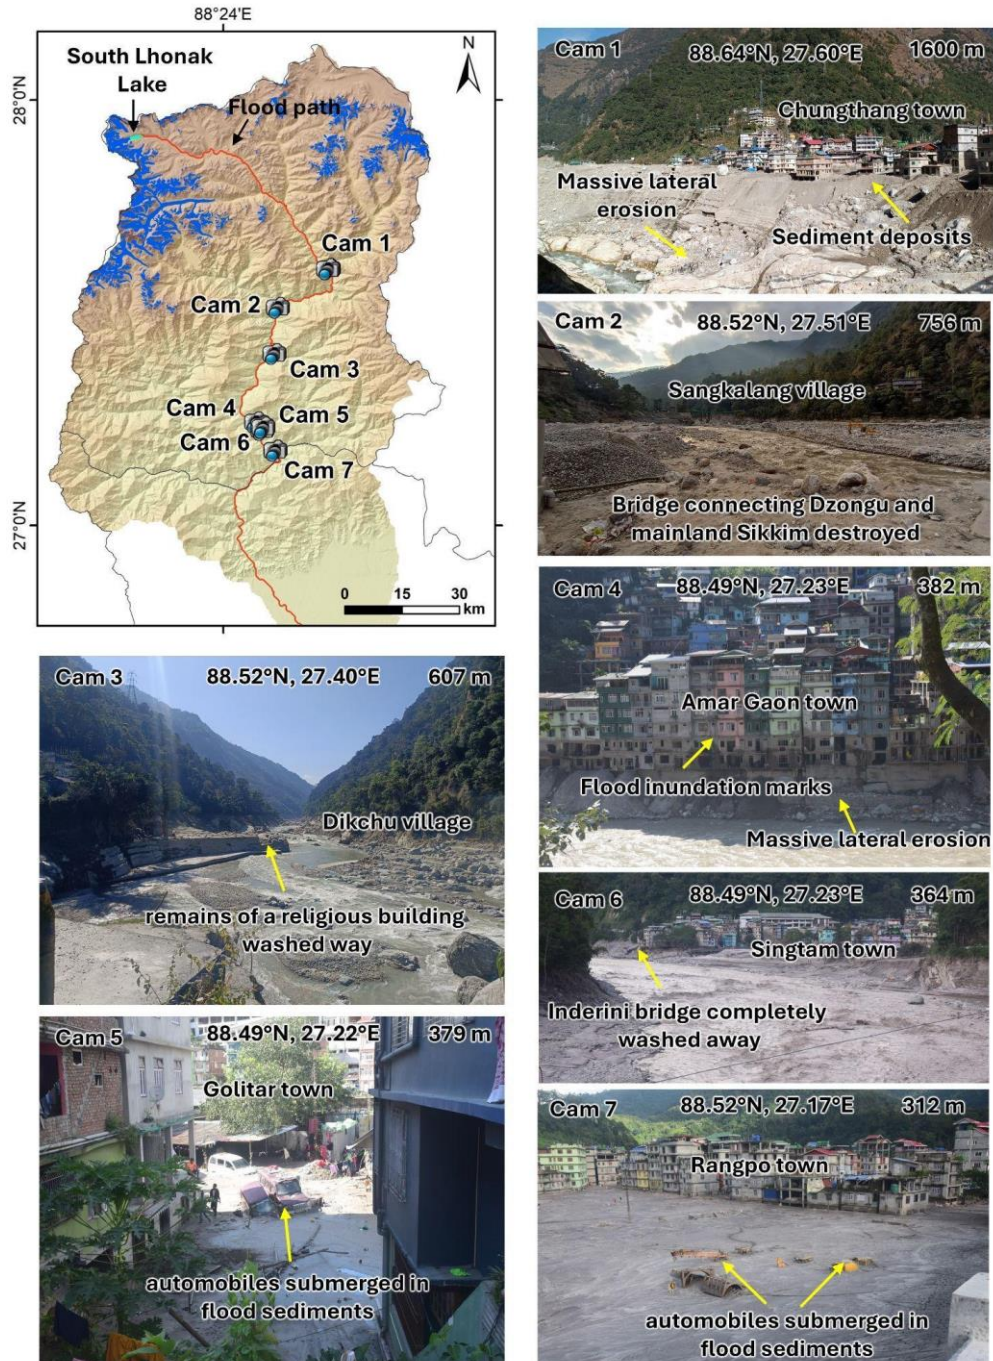 88°24'E
South Lhonak
Lake
Flood path
N
28°0'N
27°0'N
Cam 1
Cam 2
Cam 3
Cam 4
Cam 5
Cam 6
Cam 7
0 15 30
km
Cam 1 88.64°N, 27.60°E 1600 m
Chungthang town
Massive lateral
erosion
Sediment deposits
Cam 2 88.52°N, 27.51°E 756 m
Sangkalang village
Bridge connecting Dzongu and
mainland Sikkim destroyed
Cam 3 88.52°N, 27.40°E 607 m
Dikchu village
remains of a religious building
washed way
Cam 4 88.49°N, 27.23°E 382 m
Amar Gaon town
Flood inundation marks
Massive lateral erosion
Cam 5 88.49°N, 27.22°E 379 m
Golitar town
automobiles submerged in
flood sediments
Cam 6 88.49°N, 27.23°E 364 m
Singtam town
Inderini bridge completely
washed away
Cam 7 88.52°N, 27.17°E 312 m
Rangpo town
automobiles submerged in
flood sediments